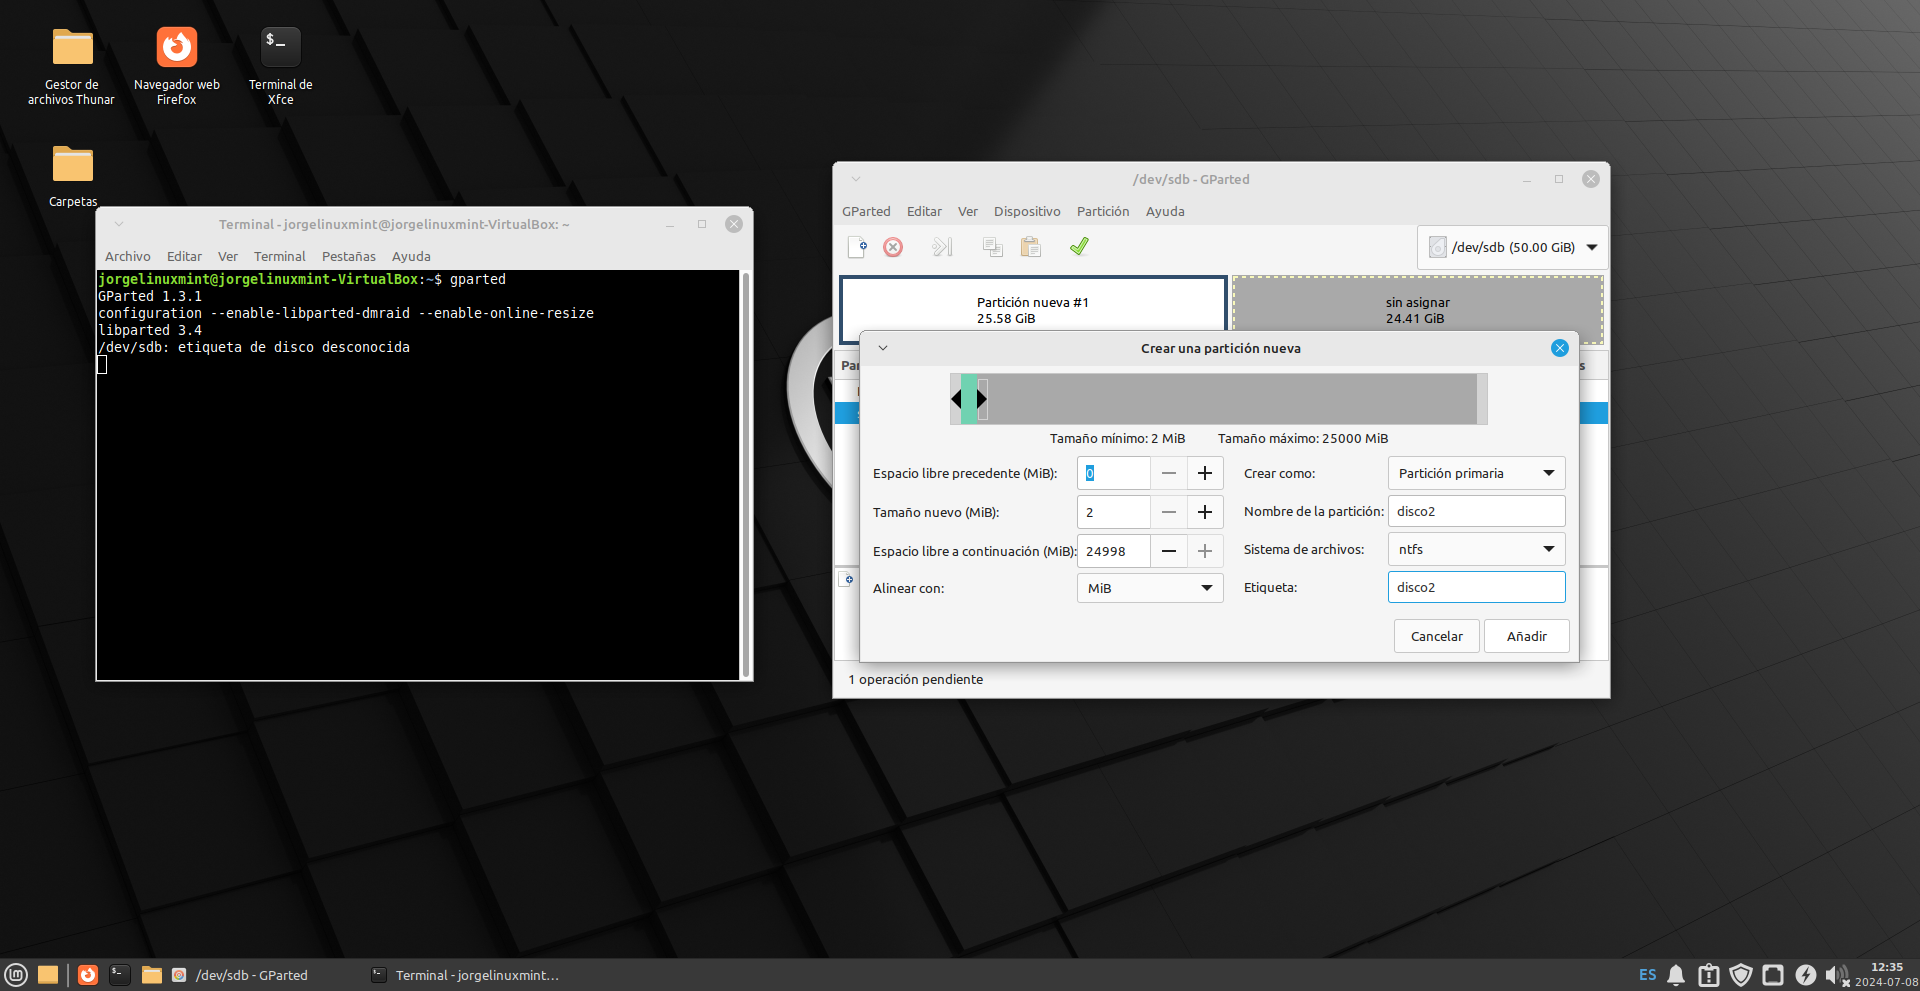 Gestor de
archivos Thunar
Navegador web
Firefox
$_
Terminal de
Xfce
Carpetas
Terminal - jorgelinuxmint@jorgelinuxmint-VirtualBox: ~
Archivo Editar Ver Terminal Pestañas Ayuda
jorgelinuxmint@jorgelinuxmint-VirtualBox:~$ gparted
GParted 1.3.1
configuration --enable-libparted-dmraid --enable-online-resize
libparted 3.4
/dev/sdb: etiqueta de disco desconocida
/dev/sdb - GParted
GParted Editar Ver Dispositivo Partición Ayuda
/dev/sdb (50.00 GiB)
Partición nueva #1
25.58 GiB
sin asignar
24.41 GiB
Crear una partición nueva
Tamaño mínimo: 2 MiB Tamaño máximo: 25000 MiB
Espacio libre precedente (MiB): 0
Tamaño nuevo (MiB): 2
Espacio libre a continuación (MiB): 24998
Alinear con: MiB
Crear como: Partición primaria
Nombre de la partición: disco2
Sistema de archivos: ntfs
Etiqueta: disco2
Cancelar Añadir
1 operación pendiente
/dev/sdb - GParted
Terminal - jorgelinuxmint...
ES
12:35
2024-07-08